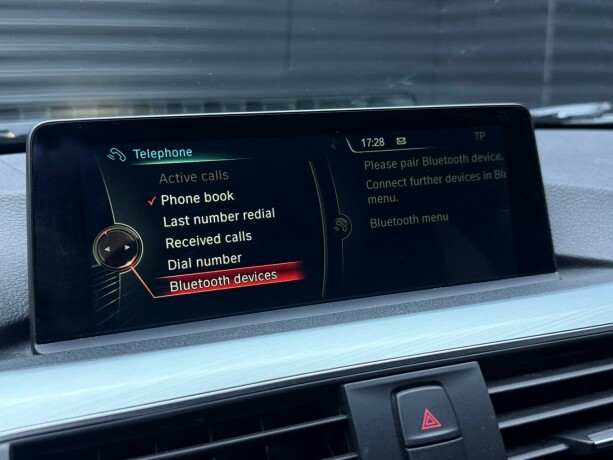 Telephone
Active calls
Phone book
Last number redial
Received calls
Dial number
Bluetooth devices
17:28
TP
Please pair Bluetooth device.
Connect further devices in Bl
menu.
Bluetooth menu